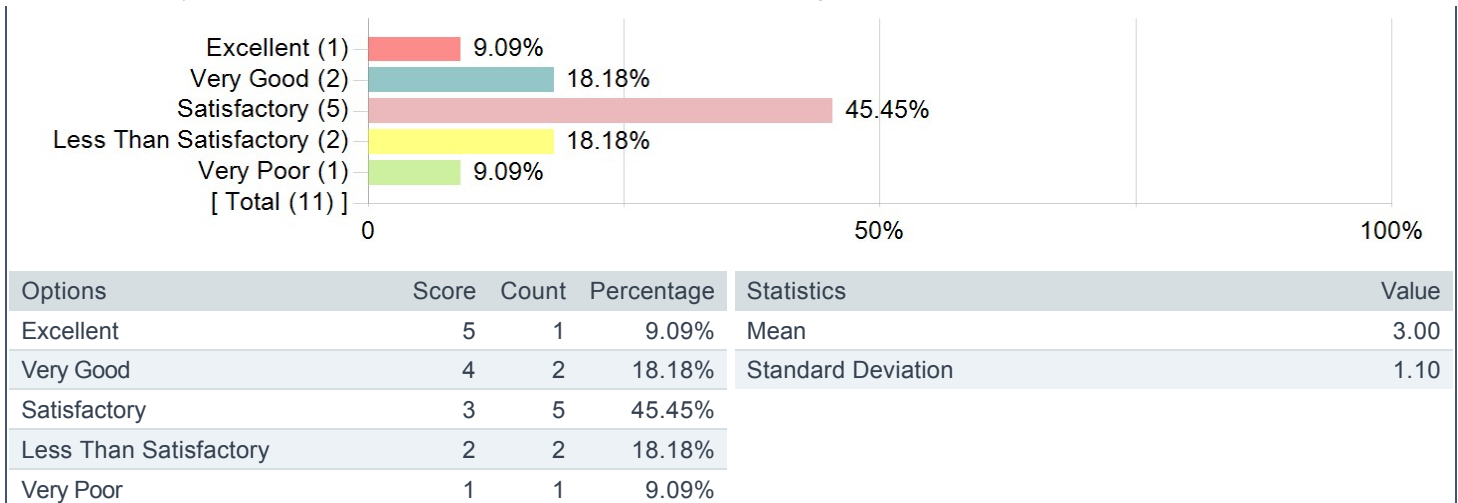 Excellent (1) 9.09%
Very Good (2) 18.18%
Satisfactory (5) 45.45%
Less Than Satisfactory (2) 18.18%
Very Poor (1) 9.09%
[ Total (11) ]
0 50% 100%
Options Score Count Percentage
Excellent 5 1 9.09%
Very Good 4 2 18.18%
Satisfactory 3 5 45.45%
Less Than Satisfactory 2 2 18.18%
Very Poor 1 1 9.09%
Statistics Value
Mean 3.00
Standard Deviation 1.10